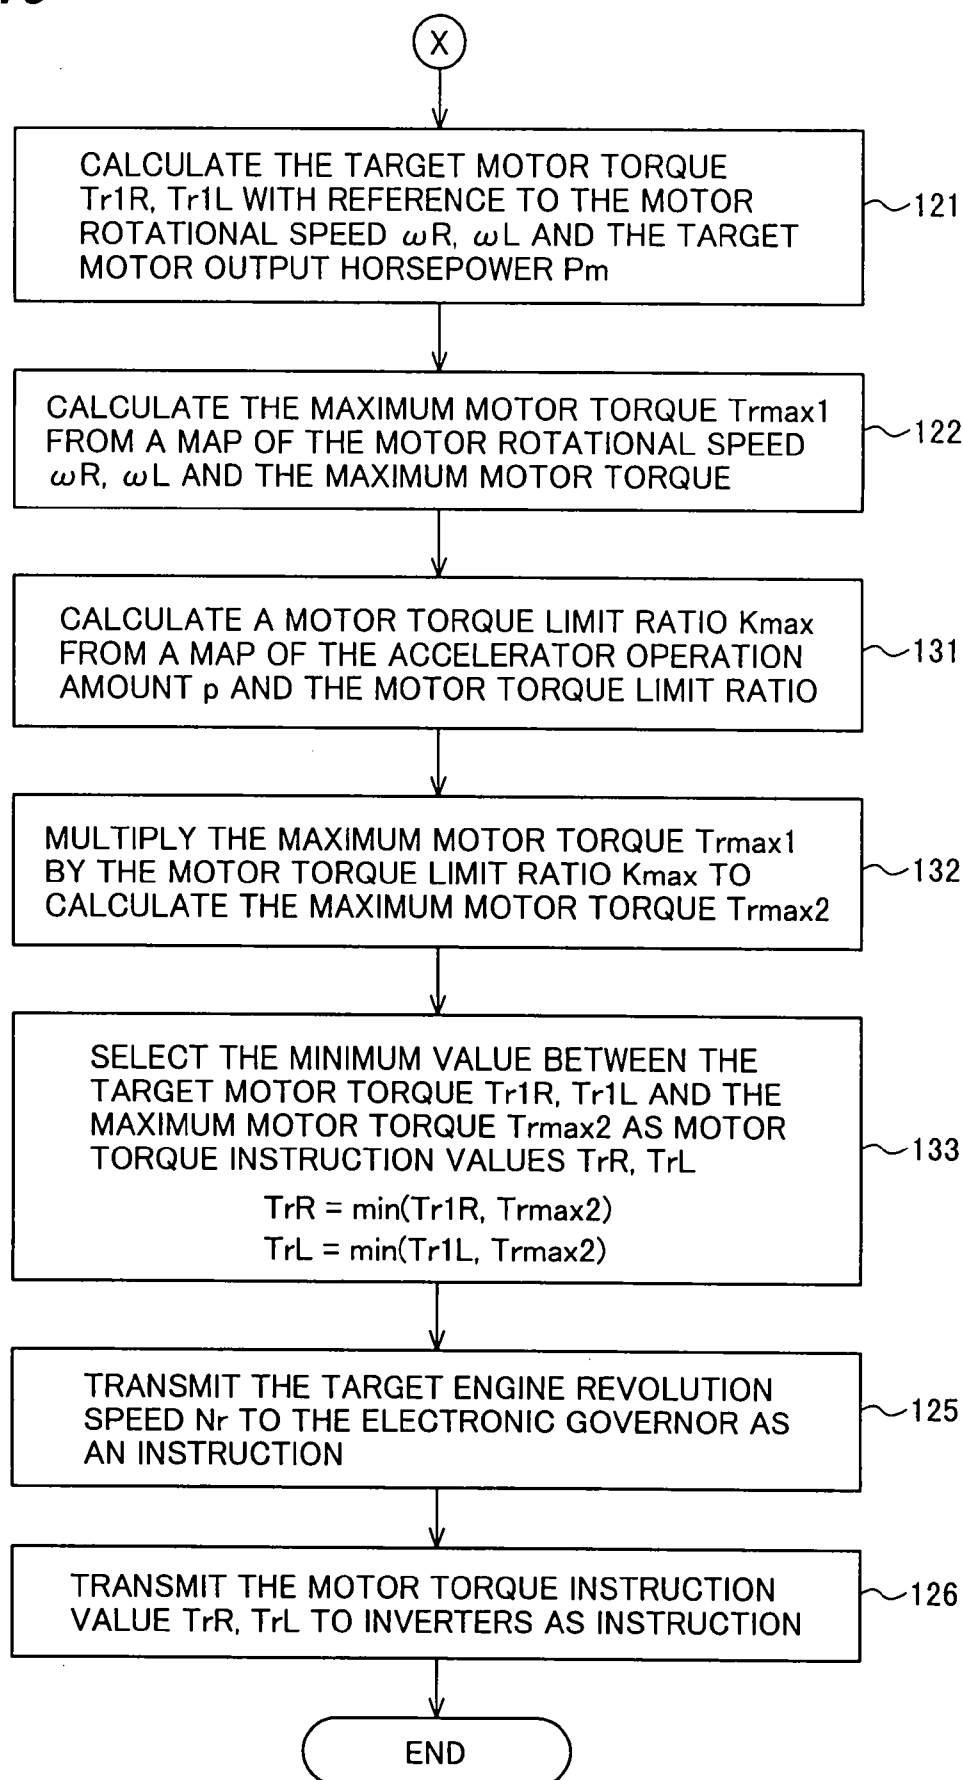 X
CALCULATE THE TARGET MOTOR TORQUE
Tr1R, Tr1L WITH REFERENCE TO THE MOTOR
ROTATIONAL SPEED ωR, ωL AND THE TARGET
MOTOR OUTPUT HORSEPOWER Pm
121
CALCULATE THE MAXIMUM MOTOR TORQUE Trmax1
FROM A MAP OF THE MOTOR ROTATIONAL SPEED
ωR, ωL AND THE MAXIMUM MOTOR TORQUE
122
CALCULATE A MOTOR TORQUE LIMIT RATIO Kmax
FROM A MAP OF THE ACCELERATOR OPERATION
AMOUNT p AND THE MOTOR TORQUE LIMIT RATIO
131
MULTIPLY THE MAXIMUM MOTOR TORQUE Trmax1
BY THE MOTOR TORQUE LIMIT RATIO Kmax TO
CALCULATE THE MAXIMUM MOTOR TORQUE Trmax2
132
SELECT THE MINIMUM VALUE BETWEEN THE
TARGET MOTOR TORQUE Tr1R, Tr1L AND THE
MAXIMUM MOTOR TORQUE Trmax2 AS MOTOR
TORQUE INSTRUCTION VALUES TrR, TrL
TrR = min(Tr1R, Trmax2)
TrL = min(Tr1L, Trmax2)
133
TRANSMIT THE TARGET ENGINE REVOLUTION
SPEED Nr TO THE ELECTRONIC GOVERNOR AS
AN INSTRUCTION
125
TRANSMIT THE MOTOR TORQUE INSTRUCTION
VALUE TrR, TrL TO INVERTERS AS INSTRUCTION
126
END